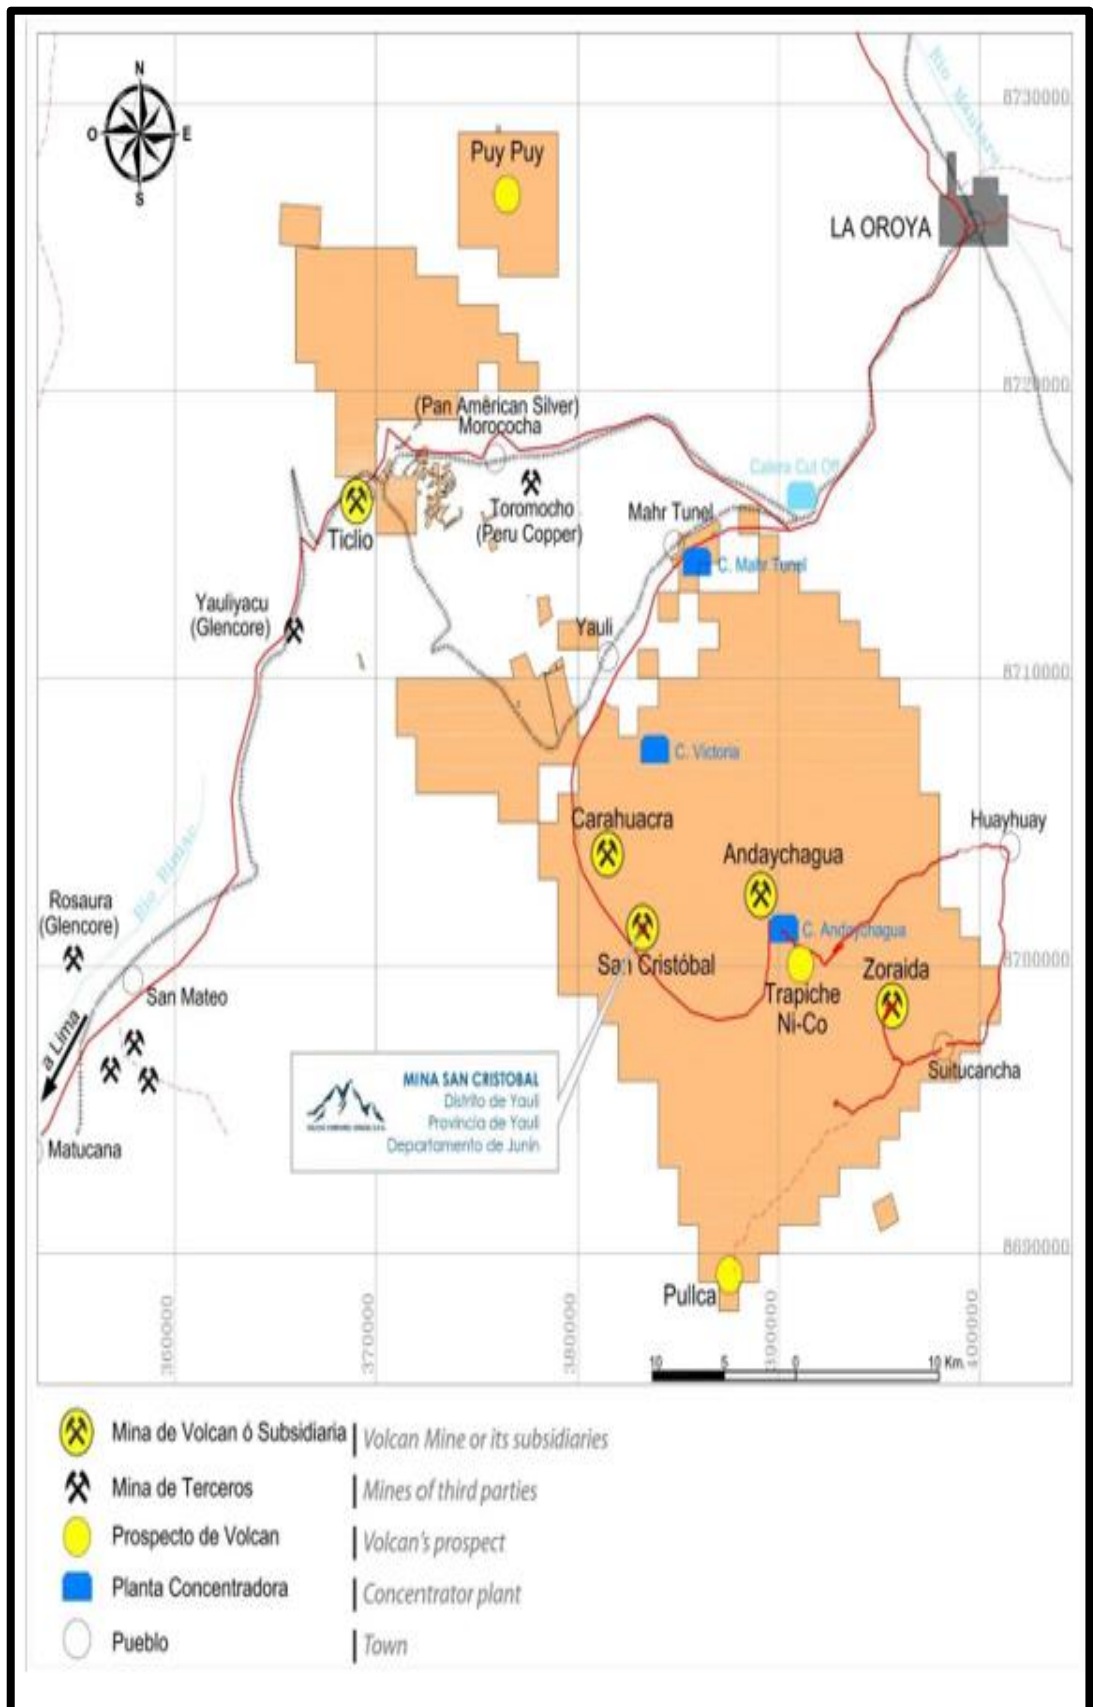 N
O
E
S
Puy Puy
Rio Mantaro
8730000
LA OROYA
8720000
(Pan Américan Silver)
Morococha
Calera Cut Off
Toromocho
(Peru Copper)
Mahr Tunel
C. Mahr Tunel
Ticlio
Yauliyacu
(Glencore)
Yauli
8710000
C. Victoria
Carahuacra
Andaychagua
Huayhuay
Rosaura
(Glencore)
C. Andaychagua
San Cristóbal
8700000
Zoraida
Trapiche
Ni-Co
San Mateo
a Lima
Suitucancha
MINA SAN CRISTOBAL
Distrito de Yauli
Provincia de Yauli
Departamento de Junín
Matucana
8690000
Pullca
360000
370000
380000
390000
400000
10 5 0 10 Km.
Mina de Volcan ó Subsidiaria | Volcan Mine or its subsidiaries
Mina de Terceros | Mines of third parties
Prospecto de Volcan | Volcan's prospect
Planta Concentradora | Concentrator plant
Pueblo | Town